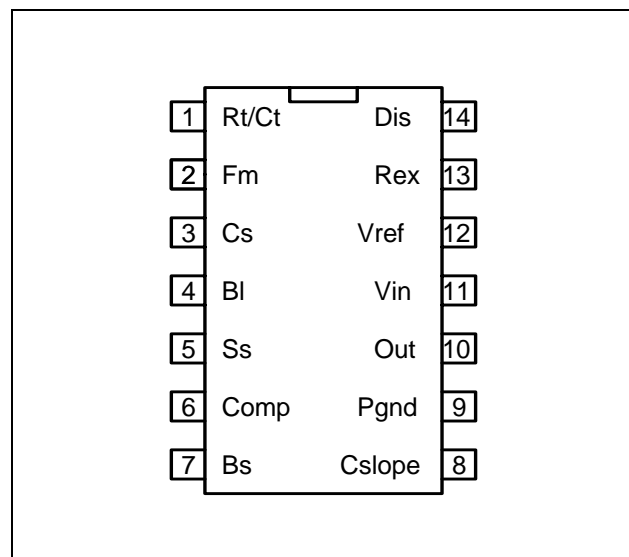 1 Rt/Ct Dis 14
2 Fm Rex 13
3 Cs Vref 12
4 Bl Vin 11
5 Ss Out 10
6 Comp Pgnd 9
7 Bs Cslope 8